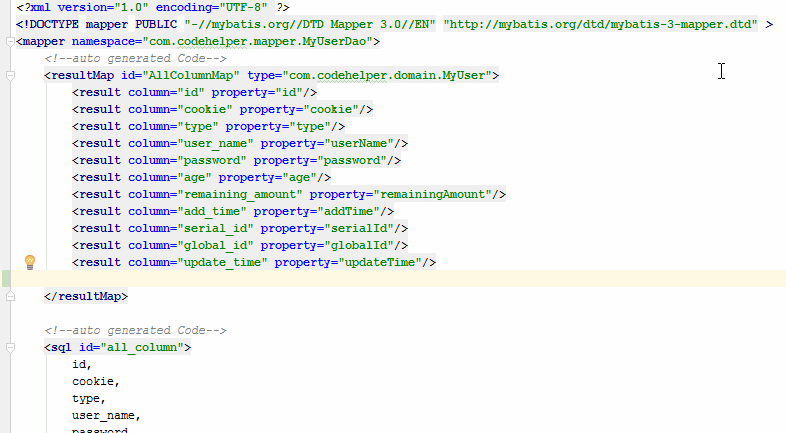 <?xml version="1.0" encoding="UTF-8" ?>
<!DOCTYPE mapper PUBLIC "-//mybatis.org//DTD Mapper 3.0//EN" "http://mybatis.org/dtd/mybatis-3-mapper.dtd" >
<mapper namespace="com.codehelper.mapper.MyUserDao">
<!--auto generated Code-->
<resultMap id="AllColumnMap" type="com.codehelper.domain.MyUser">
<result column="id" property="id"/>
<result column="cookie" property="cookie"/>
<result column="type" property="type"/>
<result column="user_name" property="userName"/>
<result column="password" property="password"/>
<result column="age" property="age"/>
<result column="remaining_amount" property="remainingAmount"/>
<result column="add_time" property="addTime"/>
<result column="serial_id" property="serialId"/>
<result column="global_id" property="globalId"/>
<result column="update_time" property="updateTime"/>
</resultMap>
<!--auto generated Code-->
<sql id="all_column">
id,
cookie,
type,
user_name,
password